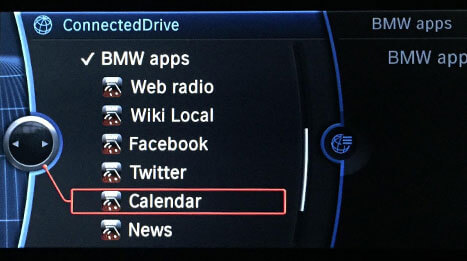 ConnectedDrive
BMW apps
Web radio
Wiki Local
Facebook
Twitter
Calendar
News
BMW apps
BMW app